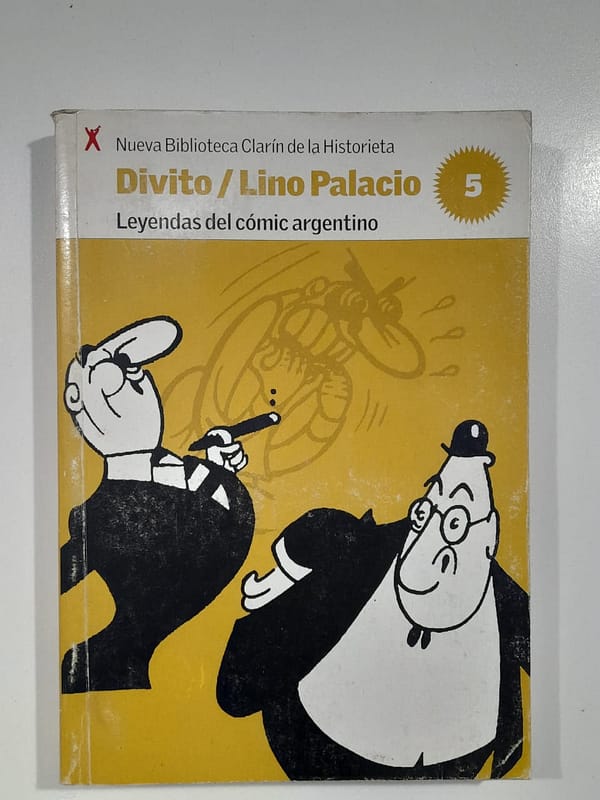 Nueva Biblioteca Clarín de la Historieta
Divito / Lino Palacio
5
Leyendas del cómic argentino